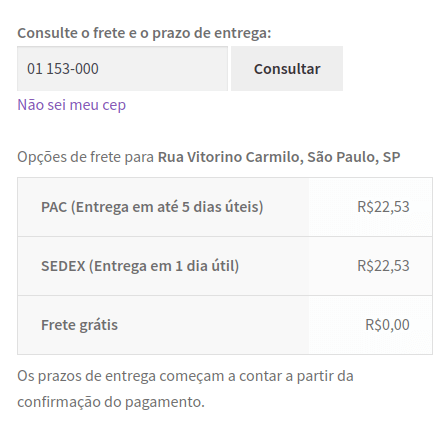 Consulte o frete e o prazo de entrega:
01 153-000
Consultar
Não sei meu cep
Opções de frete para Rua Vitorino Carmilo, São Paulo, SP
PAC (Entrega em até 5 dias úteis) R$22,53
SEDEX (Entrega em 1 dia útil) R$22,53
Frete grátis R$0,00
Os prazos de entrega começam a contar a partir da
confirmação do pagamento.